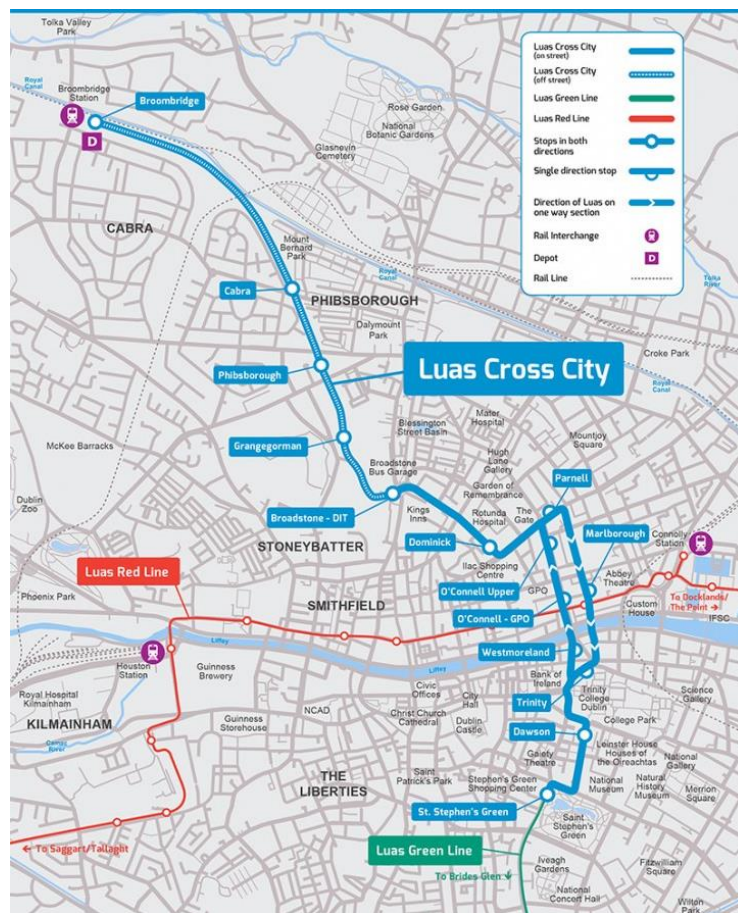 Tolka Valley
Park
Royal
Canal
Broombridge
Station
Broombridge
D
CABRA
Rose Garden
National
Botanic Gardens
Glasnevin
Cemetery
Luas Cross City
(on street)
Luas Cross City
(off street)
Luas Green Line
Luas Red Line
Stops in both
directions
Single direction stop
Direction of Luas on
one way section
Rail Interchange
Depot
D
Rail Line
Tolka
River
Mount
Bernard
Park
Royal
Canal
Cabra
PHIBSBOROUGH
Dalymount
Park
Croke Park
Phibsborough
Luas Cross City
Royal
Canal
McKee Barracks
Grangegorman
Blessington
Street Basin
Mater
Hospital
Mountjoy
Square
Hugh
Lane
Gallery
Broadstone
Bus Garage
Garden of
Remembrance
Parnell
Dublin
Zoo
Broadstone - DIT
Kings
Inns
Rotunda
Hospital
The
Gate
Marlborough
Connolly
Station
STONEYBATTER
Dominick
Ilac Shopping
Centre
Abbey
Theatre
Luas Red Line
Phoenix Park
O'Connell Upper
GPO
To Docklands/
The Point →
SMITHFIELD
O'Connell - GPO
Custom
House
IFSC
Liffey
Houston
Station
Guinness
Brewery
Liffey
Westmoreland
Bank of
Ireland
Royal Hospital
Kilmainham
Civic
Offices
City
Hall
Trinity
Trinity
College
Dublin
Science
Gallery
NCAD
KILMAINHAM
Guinness
Storehouse
Christ Church
Cathedral
Dublin
Castle
College Park
Camac
River
Dawson
Gaiety
Theatre
Leinster House
Houses of
the Oireachtas
National
Gallery
THE
LIBERTIES
Saint
Patrick's Park
Stephen's Green
Shopping Center
National
Museum
Natural
History
Museum
Merrion
Square
St. Stephen's Green
Saint
Stephen's
Green
← To Saggart/Tallaght
Luas Green Line
To Brides Glen ↓
Iveagh
Gardens
Fitzwilliam
Square
National
Concert Hall
Wilton
Park